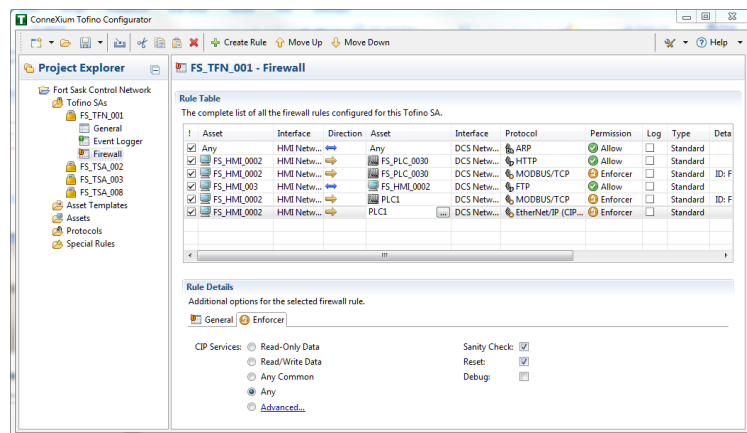 ConneXium Tofino Configurator
Create Rule Move Up Move Down Help
Project Explorer
Fort Sask Control Network
Tofino SAs
FS_TFN_001
General
Event Logger
Firewall
FS_TSA_002
FS_TSA_003
FS_TSA_008
Asset Templates
Assets
Protocols
Special Rules
FS_TFN_001 - Firewall
Rule Table
The complete list of all the firewall rules configured for this Tofino SA.
! Asset Interface Direction Asset Interface Protocol Permission Log Type Deta
Any HMI Netw... Any DCS Netw... ARP Allow Standard
FS_HMI_0002 HMI Netw... FS_PLC_0030 DCS Netw... HTTP Allow Standard
FS_HMI_0002 HMI Netw... FS_PLC_0030 DCS Netw... MODBUS/TCP Enforcer Standard ID: F
FS_HMI_003 HMI Netw... FS_HMI_0002 DCS Netw... FTP Allow Standard
FS_HMI_0002 HMI Netw... PLC1 DCS Netw... MODBUS/TCP Enforcer Standard ID: F
FS_HMI_0002 HMI Netw... PLC1 ... DCS Netw... EtherNet/IP (CIP... Enforcer Standard
Rule Details
Additional options for the selected firewall rule.
General Enforcer
CIP Services: Read-Only Data Sanity Check:
Read/Write Data Reset:
Any Common Debug:
Any
Advanced...